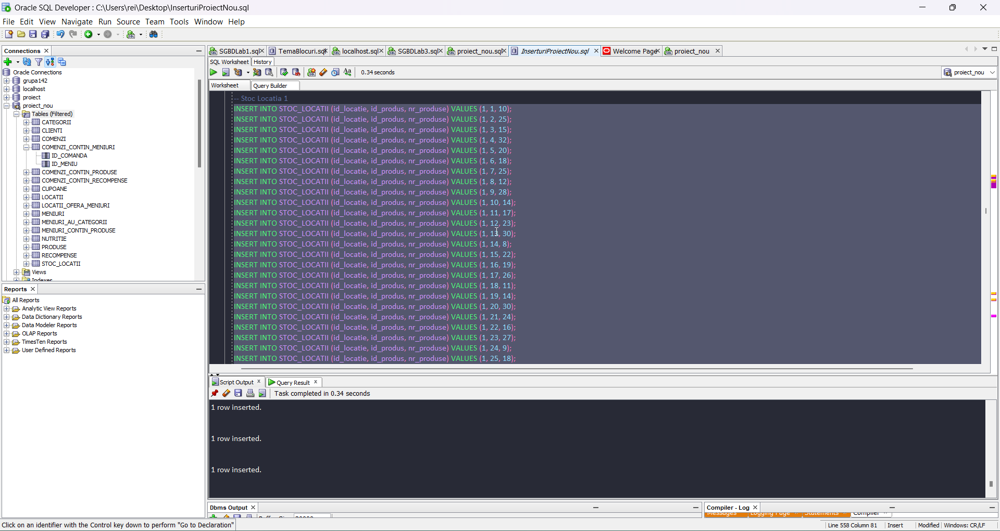 Oracle SQL Developer : C:\Users\rei\Desktop\InserturiProiectNou.sql
File Edit View Navigate Run Source Team Tools Window Help
Connections
Oracle Connections
grupa142
localhost
proiect
proiect_nou
Tables (Filtered)
CATEGORII
CLIENTI
COMENZI
COMENZI_CONTIN_MENIURI
ID_COMANDA
ID_MENIU
COMENZI_CONTIN_PRODUSE
COMENZI_CONTIN_RECOMPENSE
CUPOANE
LOCATII
LOCATII_OFERA_MENIURI
MENIURI
MENIURI_AU_CATEGORII
MENIURI_CONTIN_PRODUSE
NUTRITIE
PRODUSE
RECOMPENSE
STOC_LOCATII
Views
Indexes
Reports
All Reports
Analytic View Reports
Data Dictionary Reports
Data Modeler Reports
OLAP Reports
TimesTen Reports
User Defined Reports
SGBDLab1.sql TemaBlocuri.sql localhost.sql SGBDLab3.sql proiect_nou.sql InserturiProiectNou.sql Welcome Page proiect_nou
SQL Worksheet History
0.34 seconds
proiect_nou
Worksheet Query Builder
-- Stoc Locatia 1
INSERT INTO STOC_LOCATII (id_locatie, id_produs, nr_produse) VALUES (1, 1, 10);
INSERT INTO STOC_LOCATII (id_locatie, id_produs, nr_produse) VALUES (1, 2, 25);
INSERT INTO STOC_LOCATII (id_locatie, id_produs, nr_produse) VALUES (1, 3, 15);
INSERT INTO STOC_LOCATII (id_locatie, id_produs, nr_produse) VALUES (1, 4, 32);
INSERT INTO STOC_LOCATII (id_locatie, id_produs, nr_produse) VALUES (1, 5, 20);
INSERT INTO STOC_LOCATII (id_locatie, id_produs, nr_produse) VALUES (1, 6, 18);
INSERT INTO STOC_LOCATII (id_locatie, id_produs, nr_produse) VALUES (1, 7, 25);
INSERT INTO STOC_LOCATII (id_locatie, id_produs, nr_produse) VALUES (1, 8, 12);
INSERT INTO STOC_LOCATII (id_locatie, id_produs, nr_produse) VALUES (1, 9, 28);
INSERT INTO STOC_LOCATII (id_locatie, id_produs, nr_produse) VALUES (1, 10, 14);
INSERT INTO STOC_LOCATII (id_locatie, id_produs, nr_produse) VALUES (1, 11, 17);
INSERT INTO STOC_LOCATII (id_locatie, id_produs, nr_produse) VALUES (1, 12, 23);
INSERT INTO STOC_LOCATII (id_locatie, id_produs, nr_produse) VALUES (1, 13, 30);
INSERT INTO STOC_LOCATII (id_locatie, id_produs, nr_produse) VALUES (1, 14, 8);
INSERT INTO STOC_LOCATII (id_locatie, id_produs, nr_produse) VALUES (1, 15, 22);
INSERT INTO STOC_LOCATII (id_locatie, id_produs, nr_produse) VALUES (1, 16, 19);
INSERT INTO STOC_LOCATII (id_locatie, id_produs, nr_produse) VALUES (1, 17, 26);
INSERT INTO STOC_LOCATII (id_locatie, id_produs, nr_produse) VALUES (1, 18, 11);
INSERT INTO STOC_LOCATII (id_locatie, id_produs, nr_produse) VALUES (1, 19, 14);
INSERT INTO STOC_LOCATII (id_locatie, id_produs, nr_produse) VALUES (1, 20, 30);
INSERT INTO STOC_LOCATII (id_locatie, id_produs, nr_produse) VALUES (1, 21, 24);
INSERT INTO STOC_LOCATII (id_locatie, id_produs, nr_produse) VALUES (1, 22, 16);
INSERT INTO STOC_LOCATII (id_locatie, id_produs, nr_produse) VALUES (1, 23, 27);
INSERT INTO STOC_LOCATII (id_locatie, id_produs, nr_produse) VALUES (1, 24, 9);
INSERT INTO STOC_LOCATII (id_locatie, id_produs, nr_produse) VALUES (1, 25, 18);
Script Output Query Result
Task completed in 0.34 seconds
1 row inserted.
1 row inserted.
1 row inserted.
Dbms Output
Compiler - Log
Messages Logging Page Statements Compiler
Click on an identifier with the Control key down to perform "Go to Declaration"
Line 558 Column 81 Insert Modified Windows: CR/LF